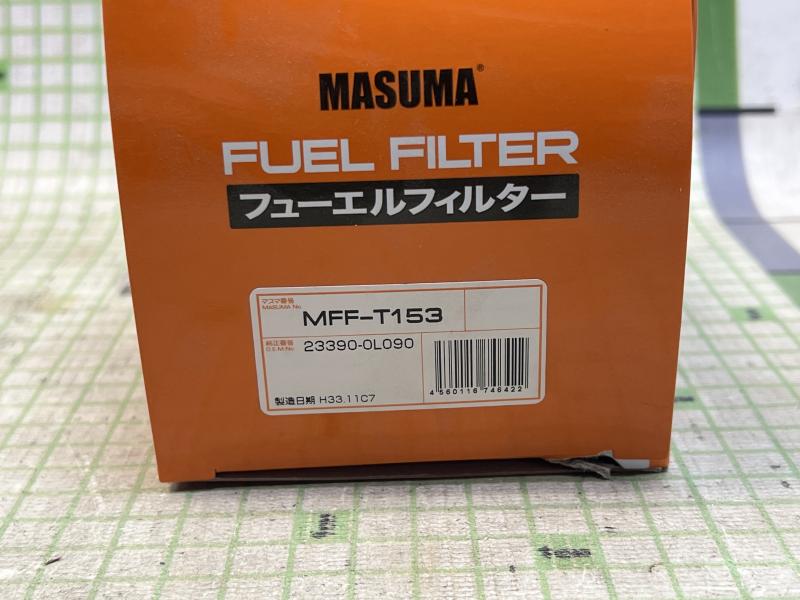 MASUMA®
FUEL FILTER
フューエルフィルター
マスマ番号
MASUMA No.
MFF-T153
純正番号
O.E.M.No.
23390-0L090
4560116746422
製造日期 H33.11C7